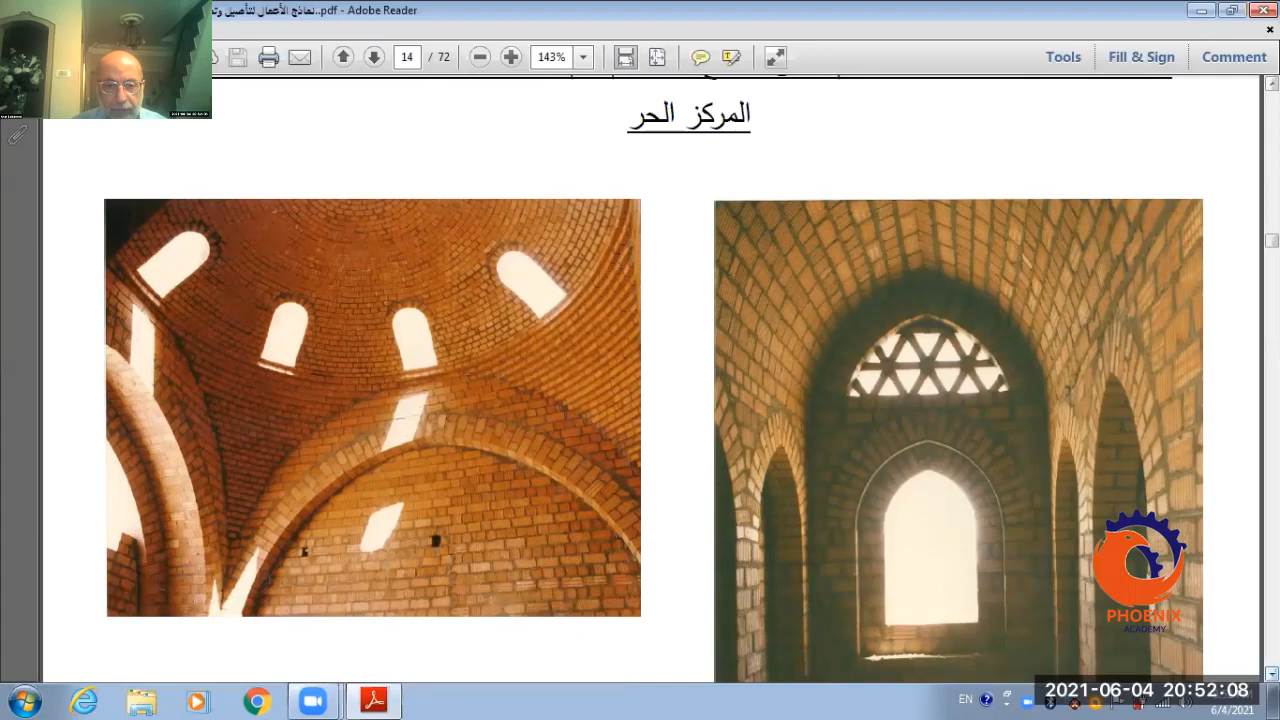 نماذج الأعمال لتأصيل وتح..pdf - Adobe Reader
14 / 72
143%
Tools
Fill & Sign
Comment
المركز الحر
PHOENIX
ACADEMY
EN
2021-06-04 20:52:08
6/4/2021